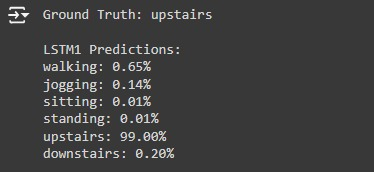 Ground Truth: upstairs
LSTM1 Predictions:
walking: 0.65%
jogging: 0.14%
sitting: 0.01%
standing: 0.01%
upstairs: 99.00%
downstairs: 0.20%